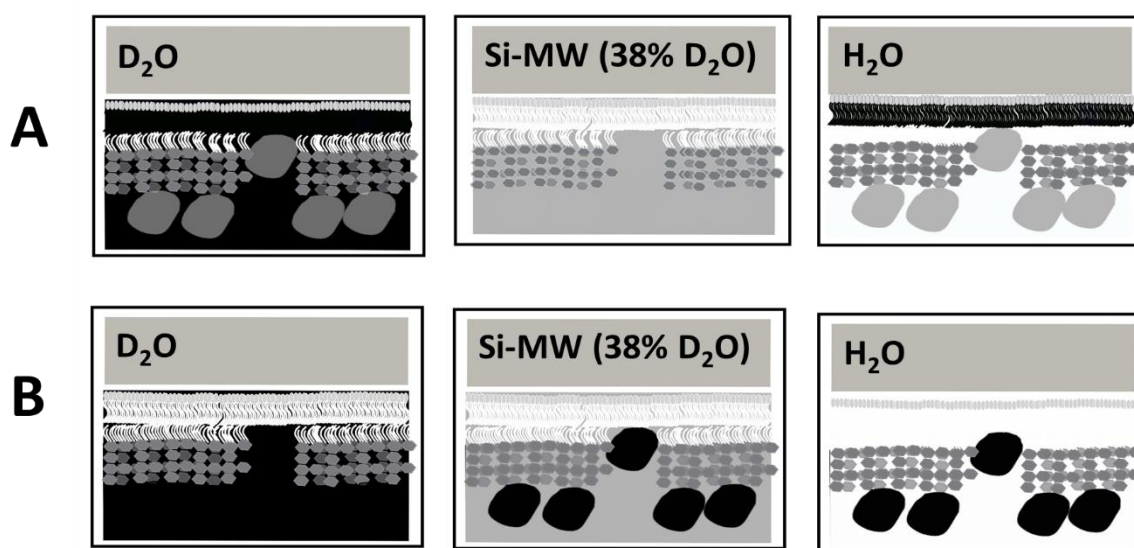 A
D₂O
Si-MW (38% D₂O)
H₂O
B
D₂O
Si-MW (38% D₂O)
H₂O